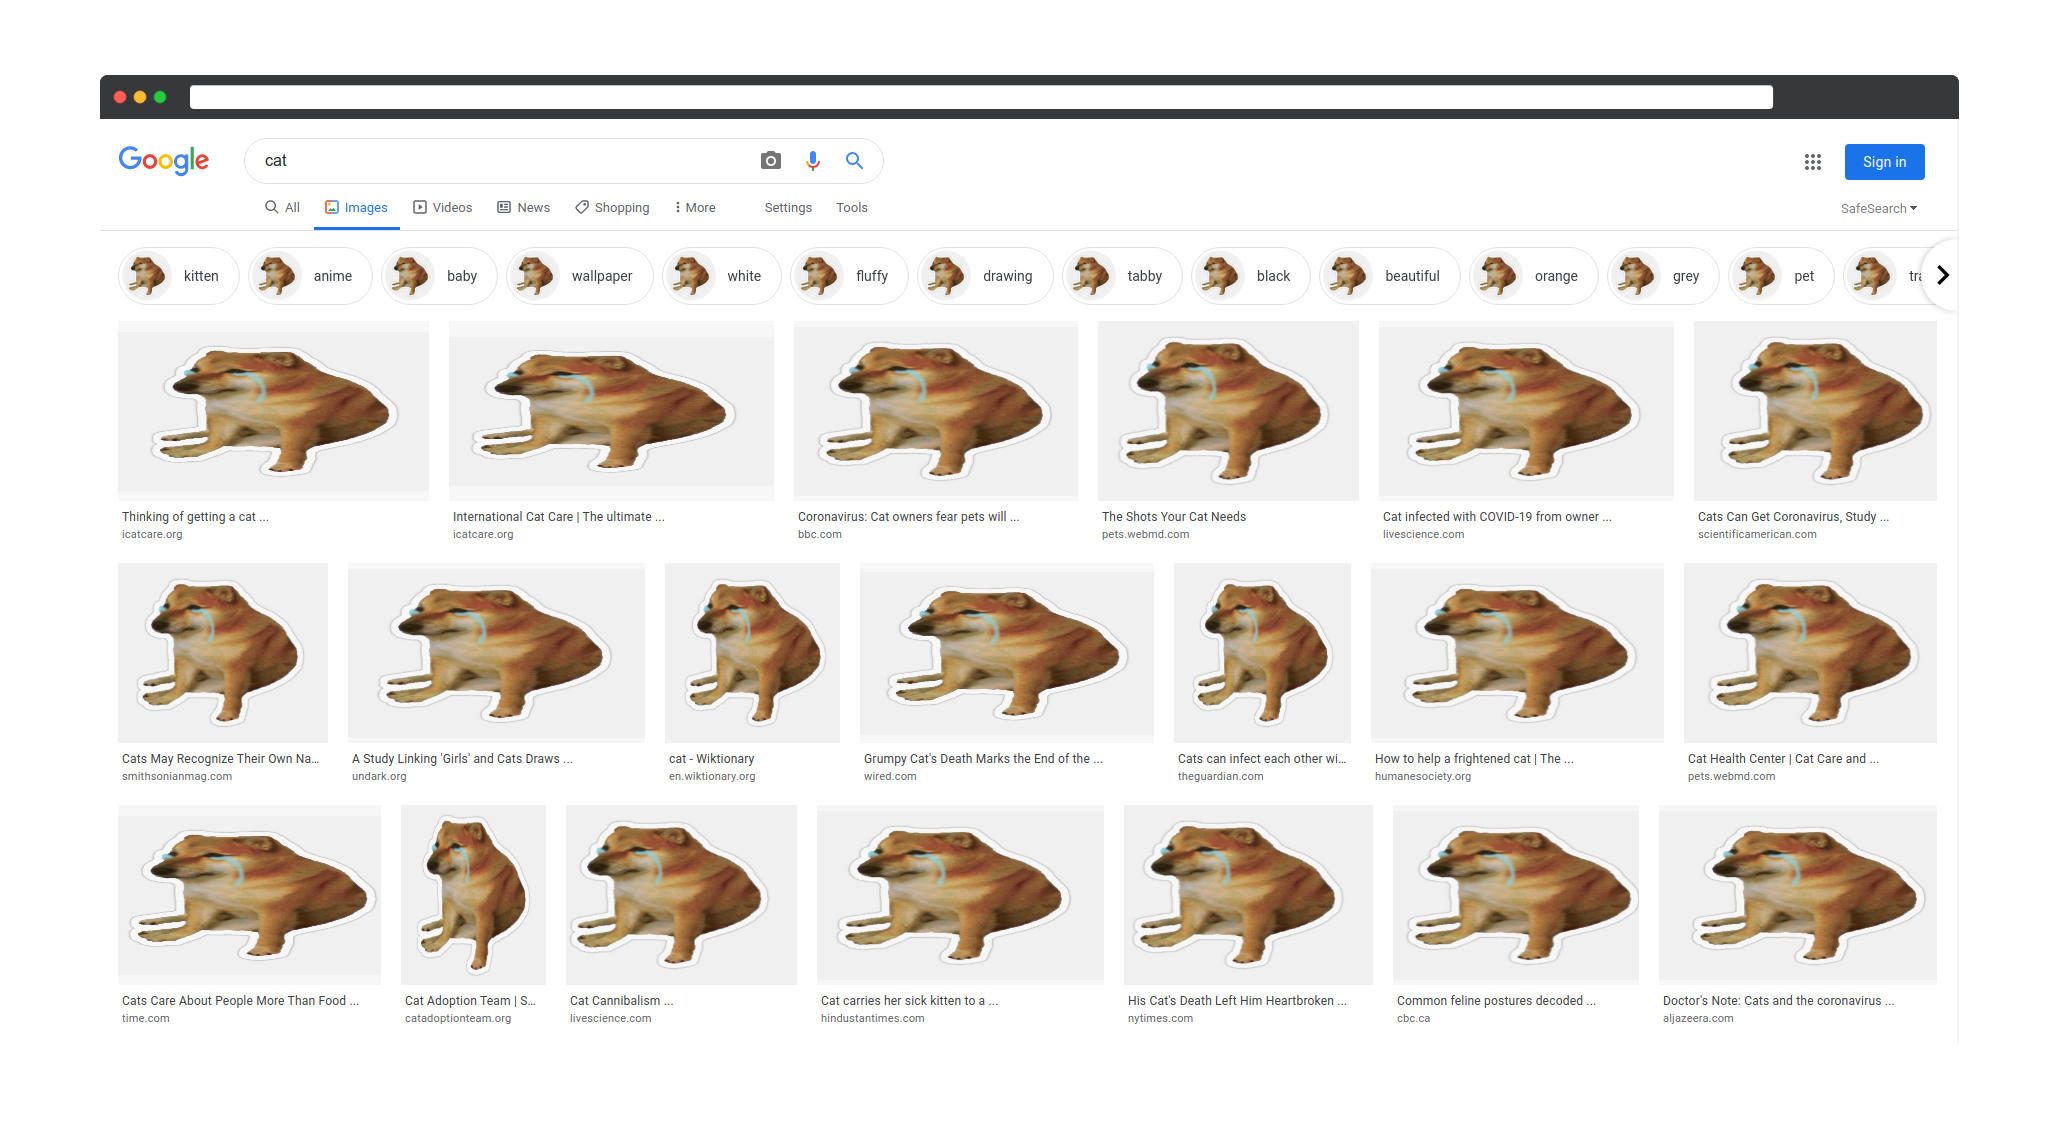 Google
cat
Sign in
All Images Videos News Shopping More Settings Tools
SafeSearch
kitten anime baby wallpaper white fluffy drawing tabby black beautiful orange grey pet tra
Thinking of getting a cat ...
icatcare.org
International Cat Care | The ultimate ...
icatcare.org
Coronavirus: Cat owners fear pets will ...
bbc.com
The Shots Your Cat Needs
pets.webmd.com
Cat infected with COVID-19 from owner ...
livescience.com
Cats Can Get Coronavirus, Study ...
scientificamerican.com
Cats May Recognize Their Own Na...
smithsonianmag.com
A Study Linking 'Girls' and Cats Draws ...
undark.org
cat - Wiktionary
en.wiktionary.org
Grumpy Cat's Death Marks the End of the ...
wired.com
Cats can infect each other wi...
theguardian.com
How to help a frightened cat | The ...
humanesociety.org
Cat Health Center | Cat Care and ...
pets.webmd.com
Cats Care About People More Than Food ...
time.com
Cat Adoption Team | S...
catadoptionteam.org
Cat Cannibalism ...
livescience.com
Cat carries her sick kitten to a ...
hindustantimes.com
His Cat's Death Left Him Heartbroken ...
nytimes.com
Common feline postures decoded ...
cbc.ca
Doctor's Note: Cats and the coronavirus ...
aljazeera.com